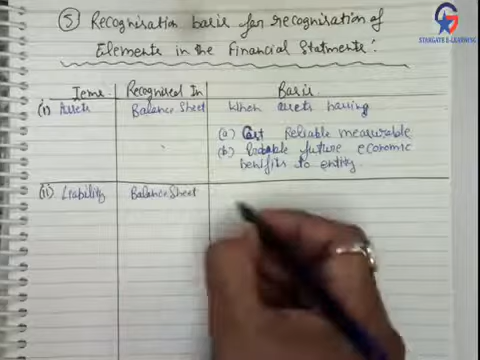 ⑤ Recognisation basis for recognisation of
Elements in the Financial Statments:
STARGATE E-LEARNING
Items Recognised In Basis
(i) Assets Balance Sheet When assets having
(a) Cost Reliable measurable
(b) Probable future economic
benefits to entity
(ii) Liability Balance Sheet